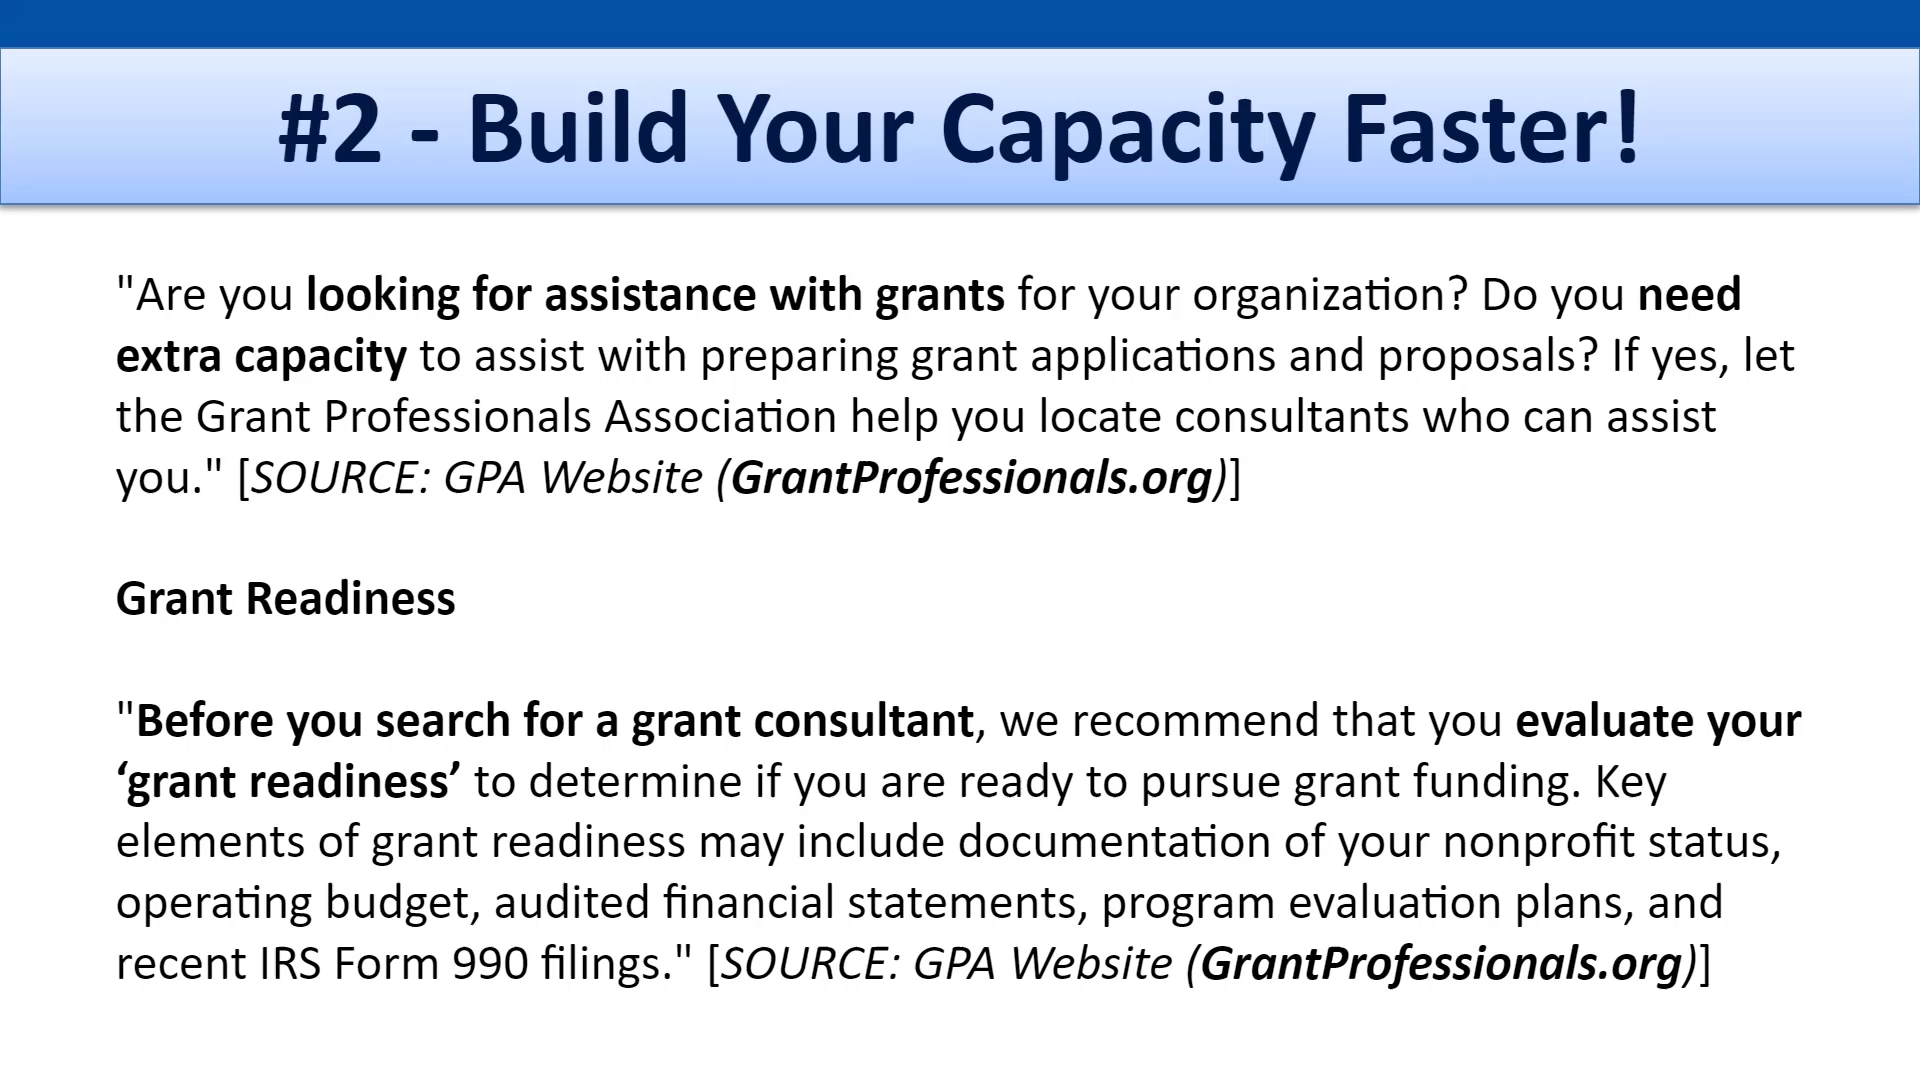 #2 - Build Your Capacity Faster!
"Are you looking for assistance with grants for your organization? Do you need
extra capacity to assist with preparing grant applications and proposals? If yes, let
the Grant Professionals Association help you locate consultants who can assist
you." [SOURCE: GPA Website (GrantProfessionals.org)]
Grant Readiness
"Before you search for a grant consultant, we recommend that you evaluate your
‘grant readiness’ to determine if you are ready to pursue grant funding. Key
elements of grant readiness may include documentation of your nonprofit status,
operating budget, audited financial statements, program evaluation plans, and
recent IRS Form 990 filings." [SOURCE: GPA Website (GrantProfessionals.org)]